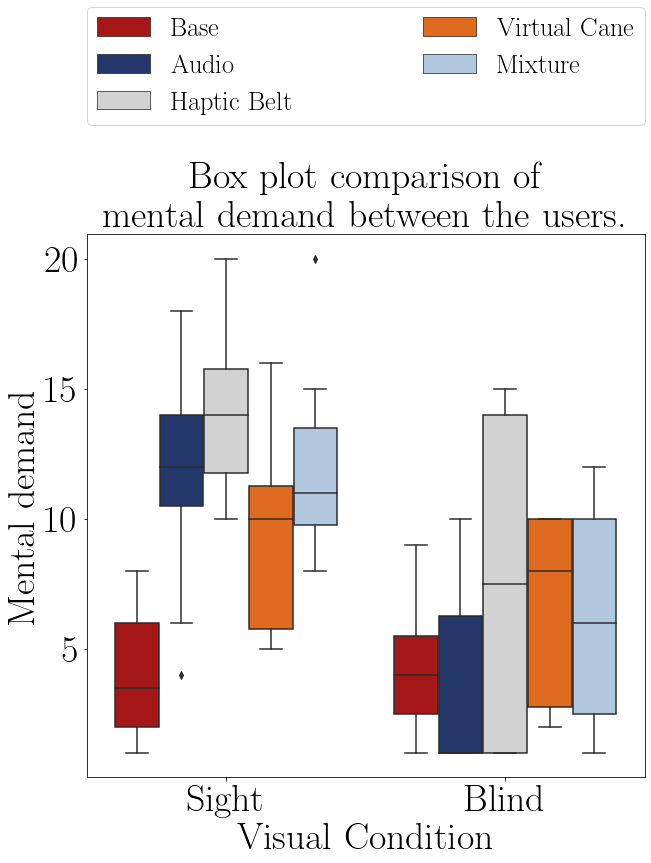 Base
Audio
Haptic Belt
Virtual Cane
Mixture
Box plot comparison of
mental demand between the users.
Mental demand
20
15
10
5
Sight
Blind
Visual Condition